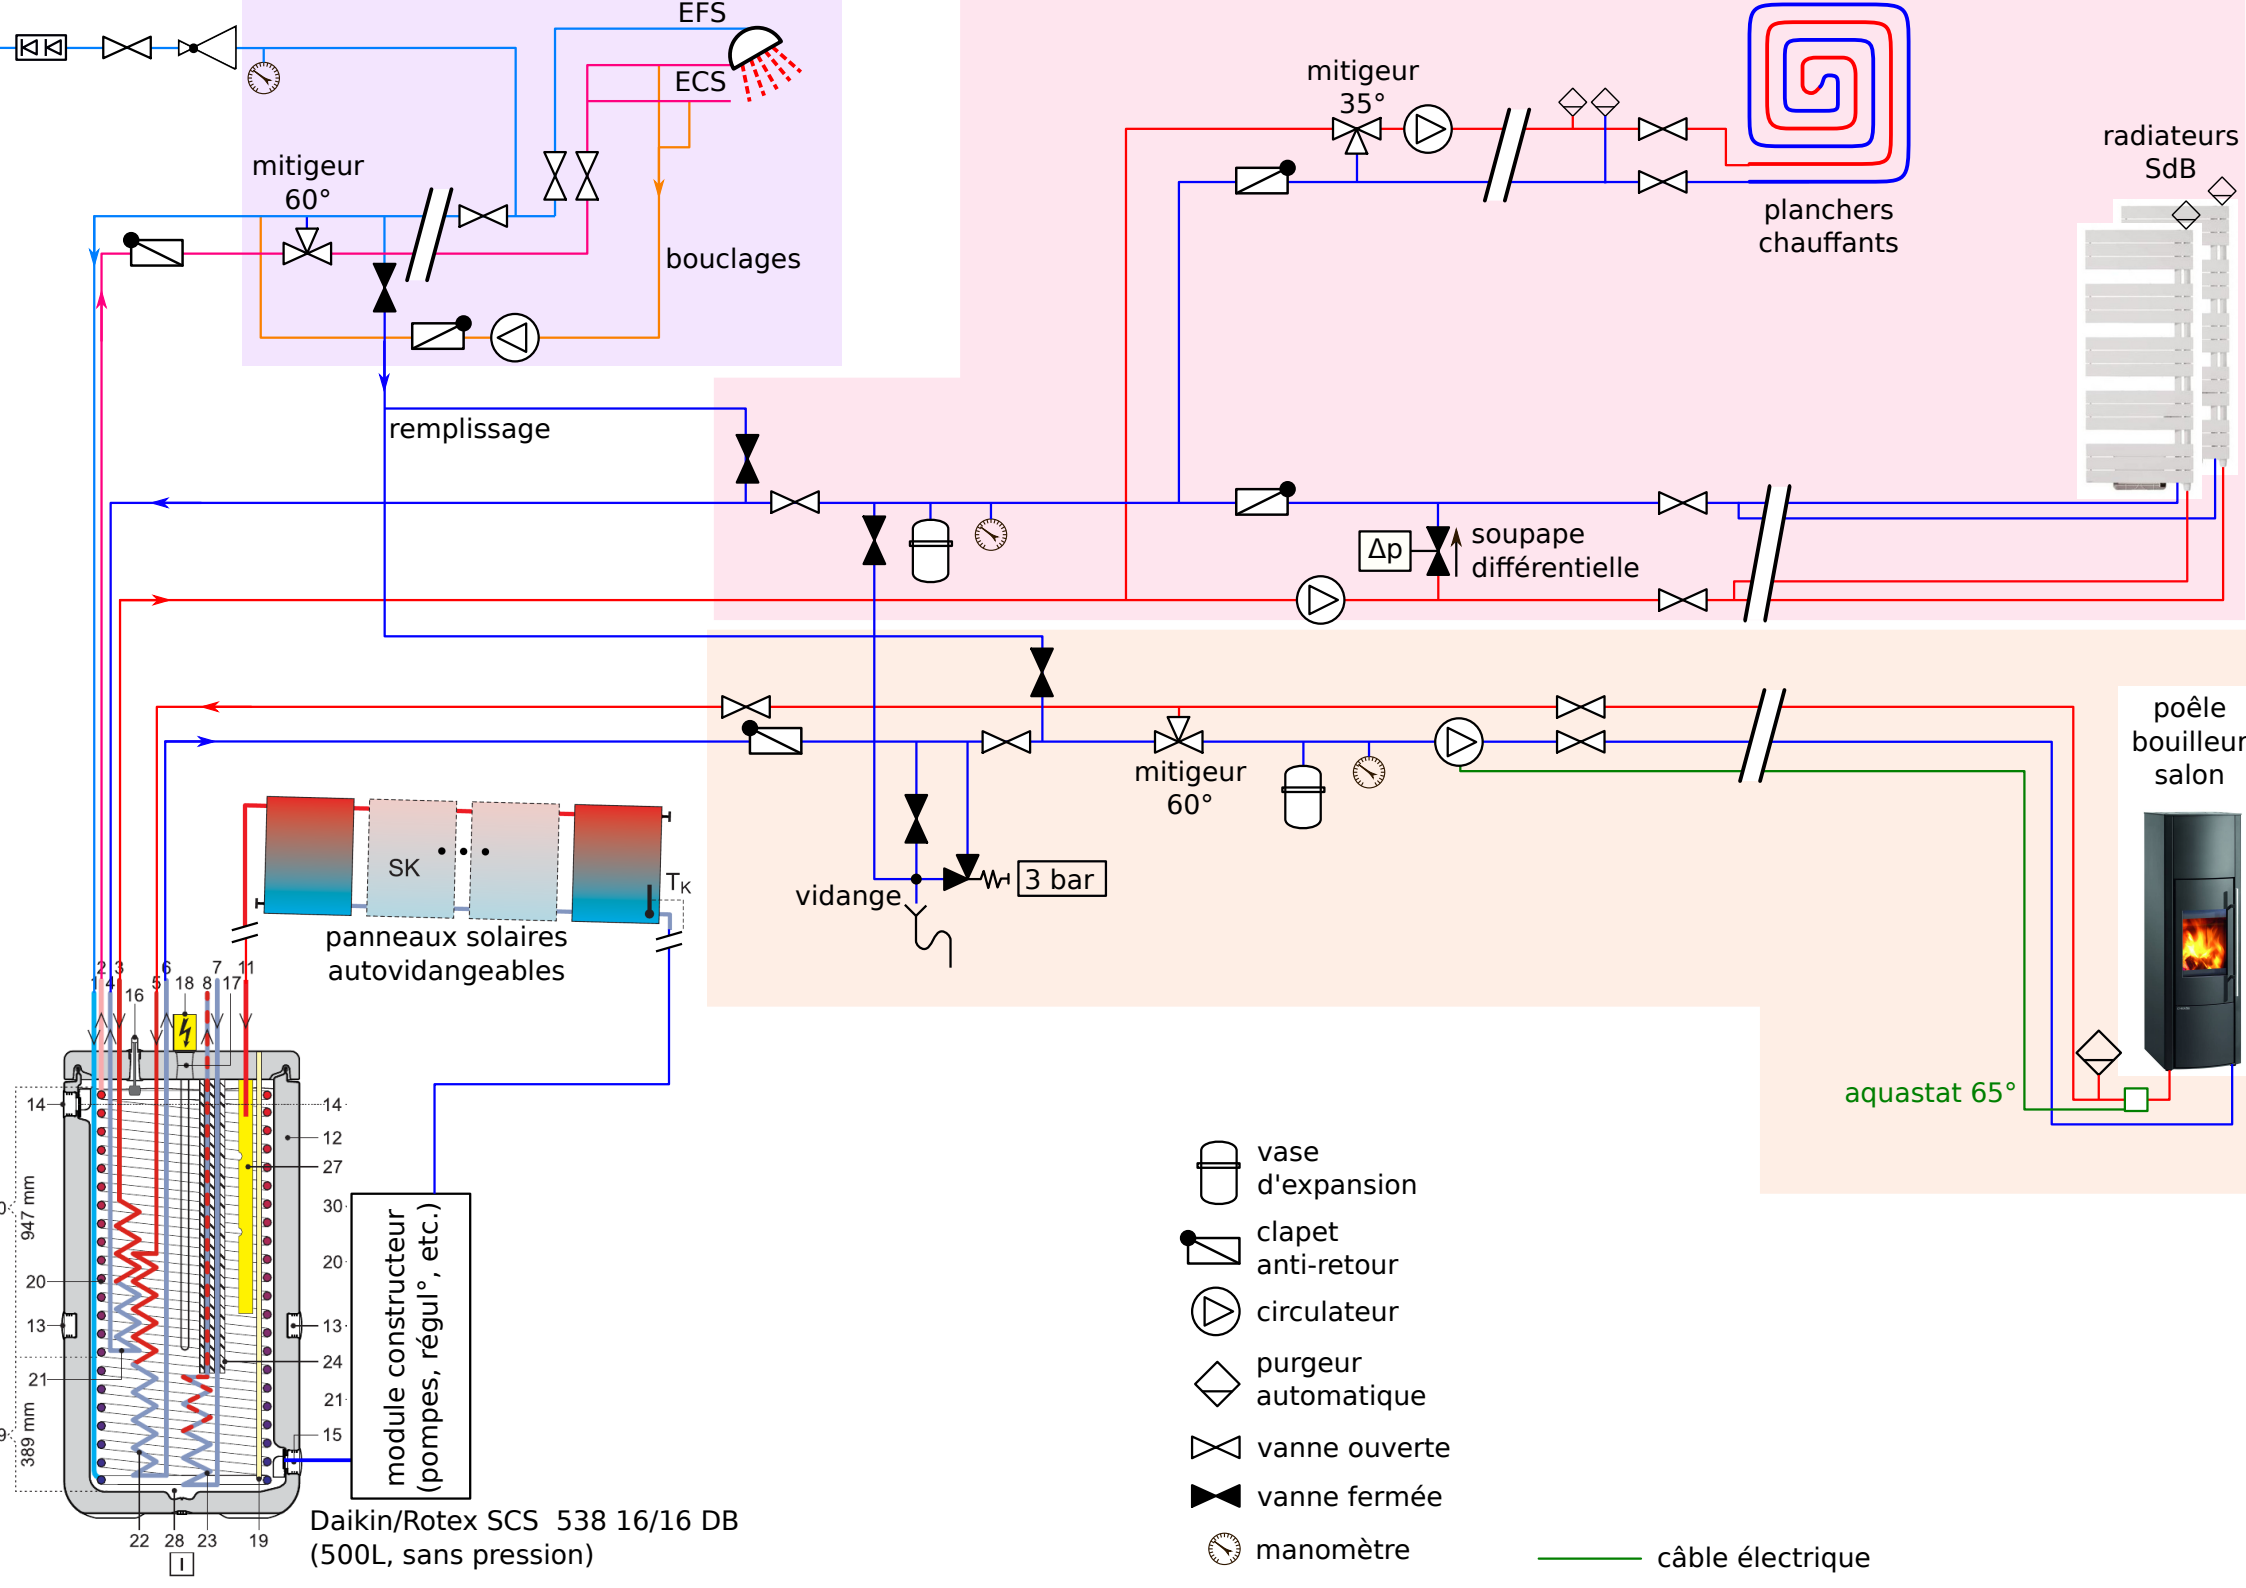 EFS
ECS
mitigeur
60°
bouclages
mitigeur
35°
planchers
chauffants
radiateurs
SdB
remplissage
Δp
soupape
différentielle
mitigeur
60°
3 bar
vidange
poêle
bouilleur
salon
aquastat 65°
SK
TK
panneaux solaires
autovidangeables
1
2
3
4
5
6
7
8
11
16
17
18
14
14
12
27
947 mm
30
20
20
13
13
24
21
21
389 mm
9
15
22
28
23
19
I
module constructeur
(pompes, régul°, etc.)
Daikin/Rotex SCS 538 16/16 DB
(500L, sans pression)
vase
d'expansion
clapet
anti-retour
circulateur
purgeur
automatique
vanne ouverte
vanne fermée
manomètre
câble électrique